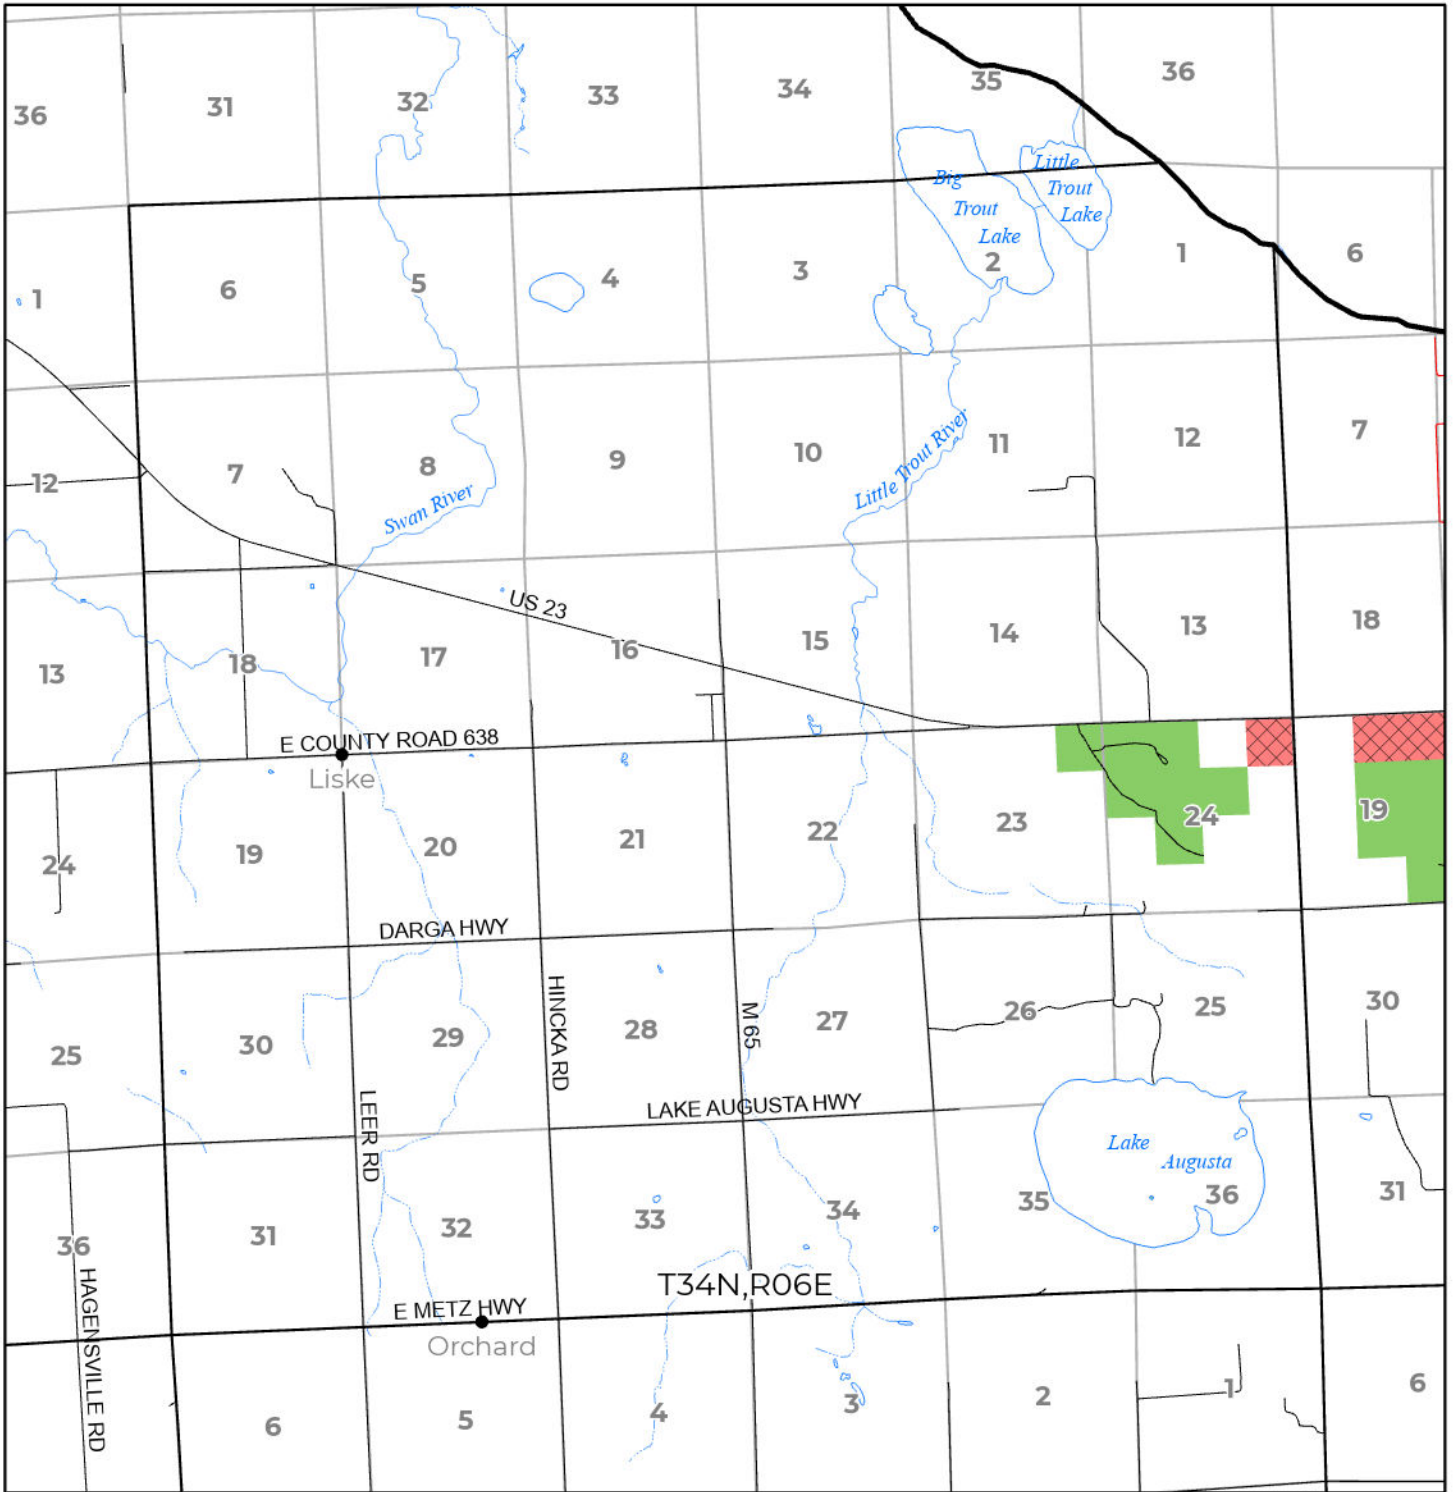 36
31
32
33
34
35
36
Big
Trout
Lake
Little
Trout
Lake
1
6
5
4
3
2
1
6
12
7
8
9
10
11
12
7
Swan River
Little Trout River
US 23
13
18
17
16
15
14
13
18
E COUNTY ROAD 638
Liske
24
19
20
21
22
23
24
19
DARGA HWY
25
30
29
HINCKA RD
28
M 65
27
26
25
30
LEER RD
LAKE AUGUSTA HWY
Lake
Augusta
36
31
32
33
34
35
36
31
HAGENSVILLE RD
T34N,R06E
E METZ HWY
Orchard
6
5
4
3
2
1
6